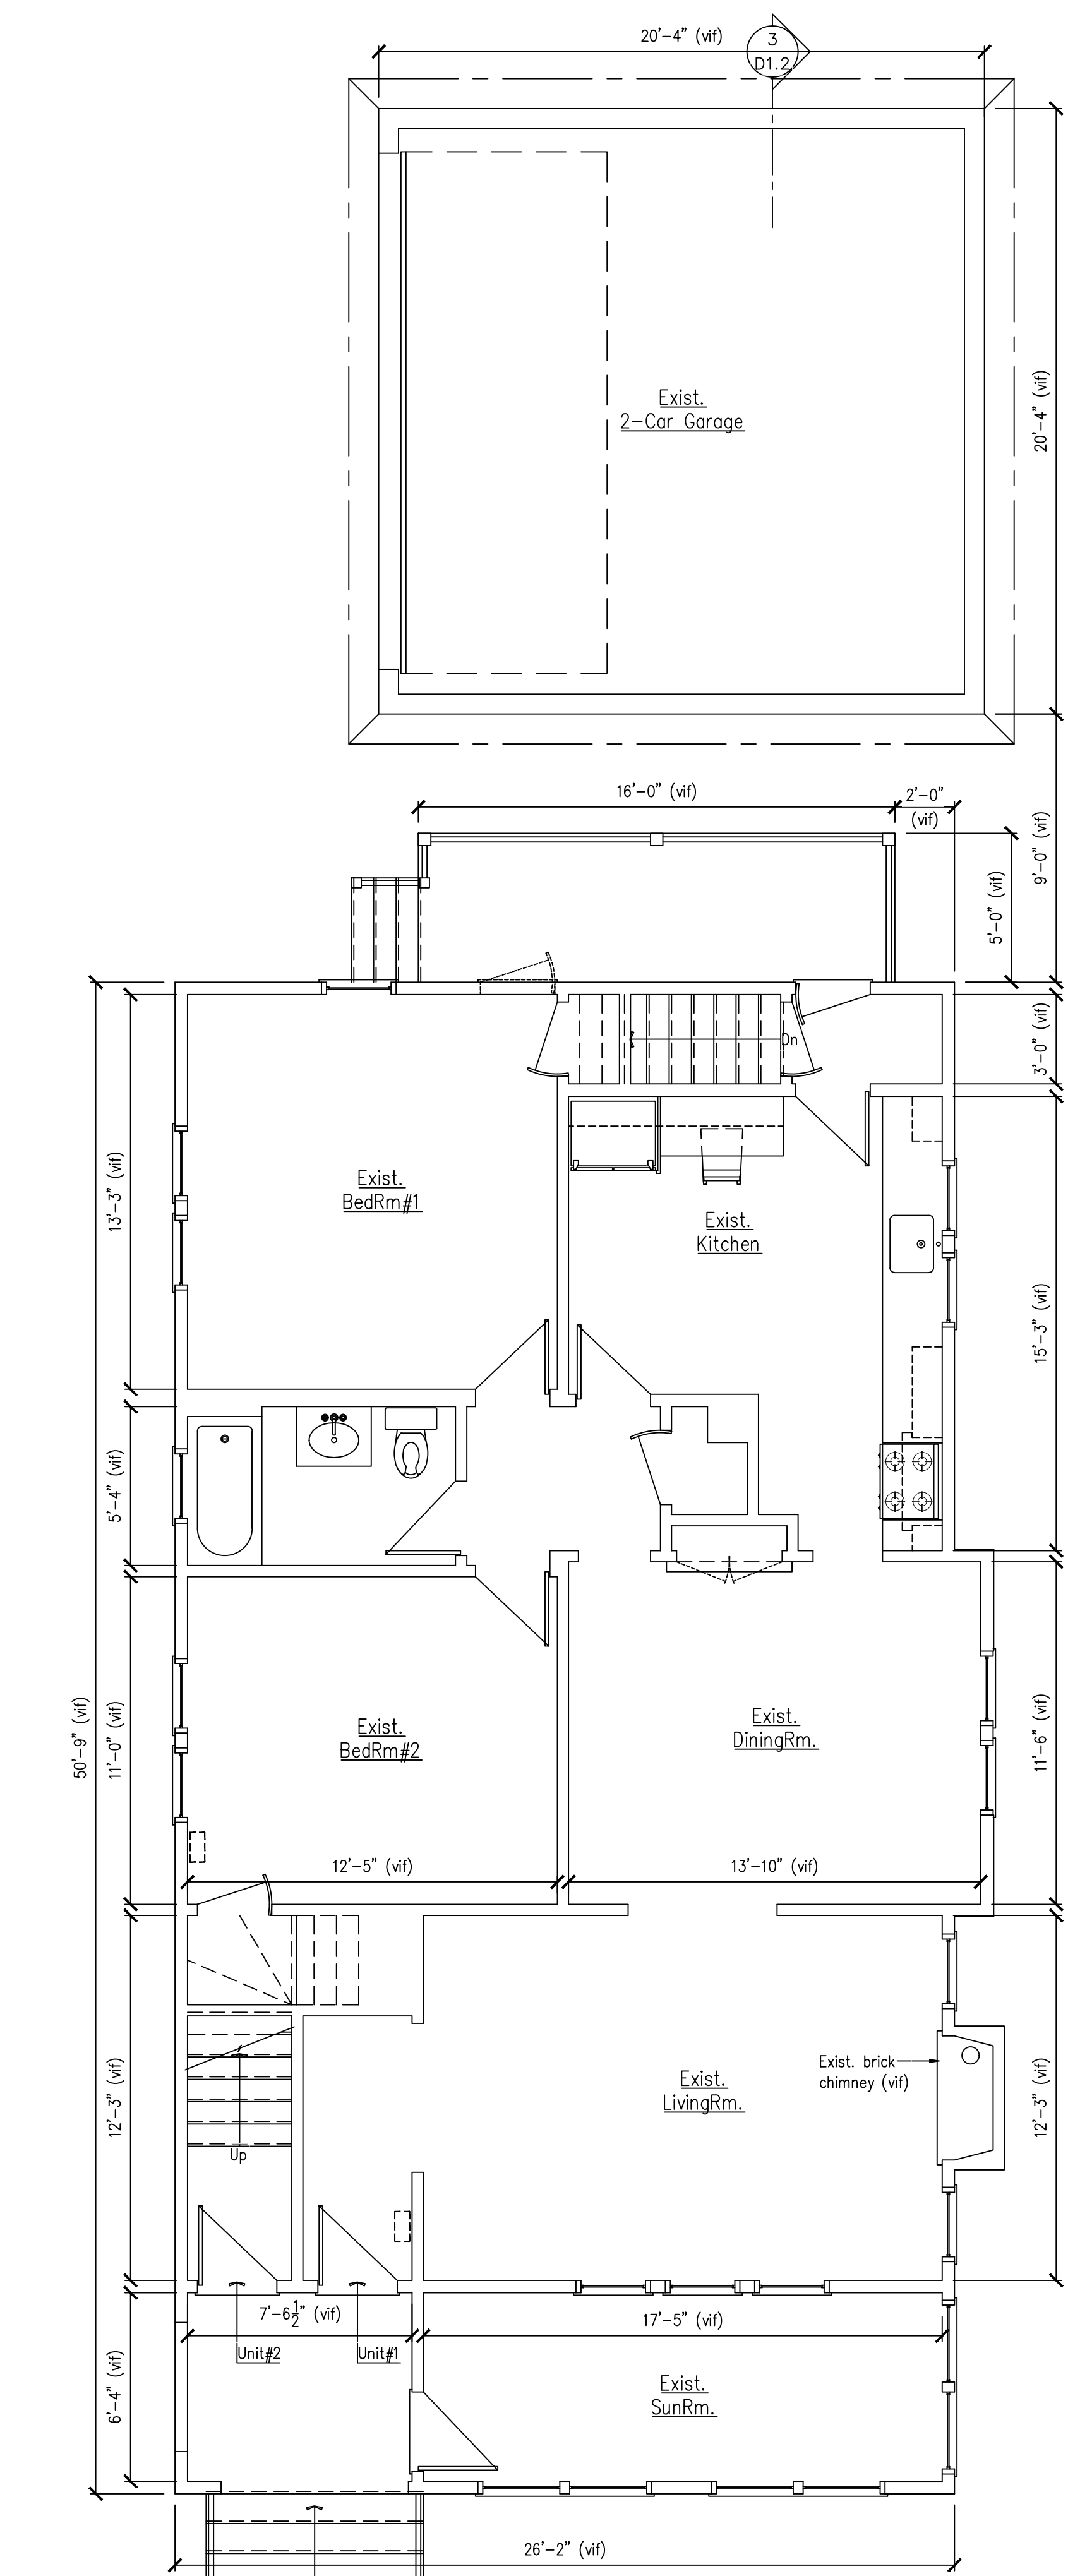 20'-4" (vif)
3
D1.2
Exist.
2-Car Garage
20'-4" (vif)
16'-0" (vif)
2'-0"
(vif)
9'-0" (vif)
5'-0" (vif)
Dn
3'-0" (vif)
Exist.
BedRm#1
13'-3" (vif)
Exist.
Kitchen
15'-3" (vif)
5'-4" (vif)
50'-9" (vif)
11'-0" (vif)
Exist.
BedRm#2
Exist.
DiningRm.
11'-6" (vif)
12'-5" (vif)
13'-10" (vif)
12'-3" (vif)
Up
Exist.
LivingRm.
Exist. brick
chimney (vif)
12'-3" (vif)
7'-6½" (vif)
17'-5" (vif)
Unit#2
Unit#1
6'-4" (vif)
Exist.
SunRm.
26'-2" (vif)